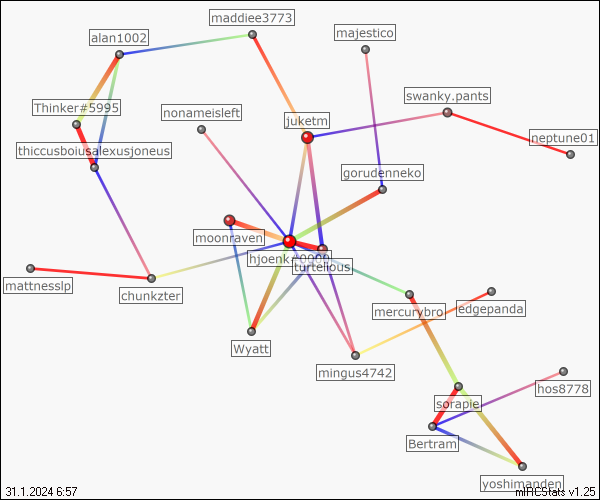 maddiee3773
alan1002
majestico
swanky.pants
Thinker#5995
nonameisleft
juketm
neptune01
thiccusboiusalexusjoneus
gorudenneko
moonraven
hjoenk#0000
turtelious
mattnesslp
chunkzter
mercurybro
edgepanda
Wyatt
mingus4742
hos8778
sorapie
Bertram
yoshimanden
31.1.2024 6:57
mIRCStats v1.25